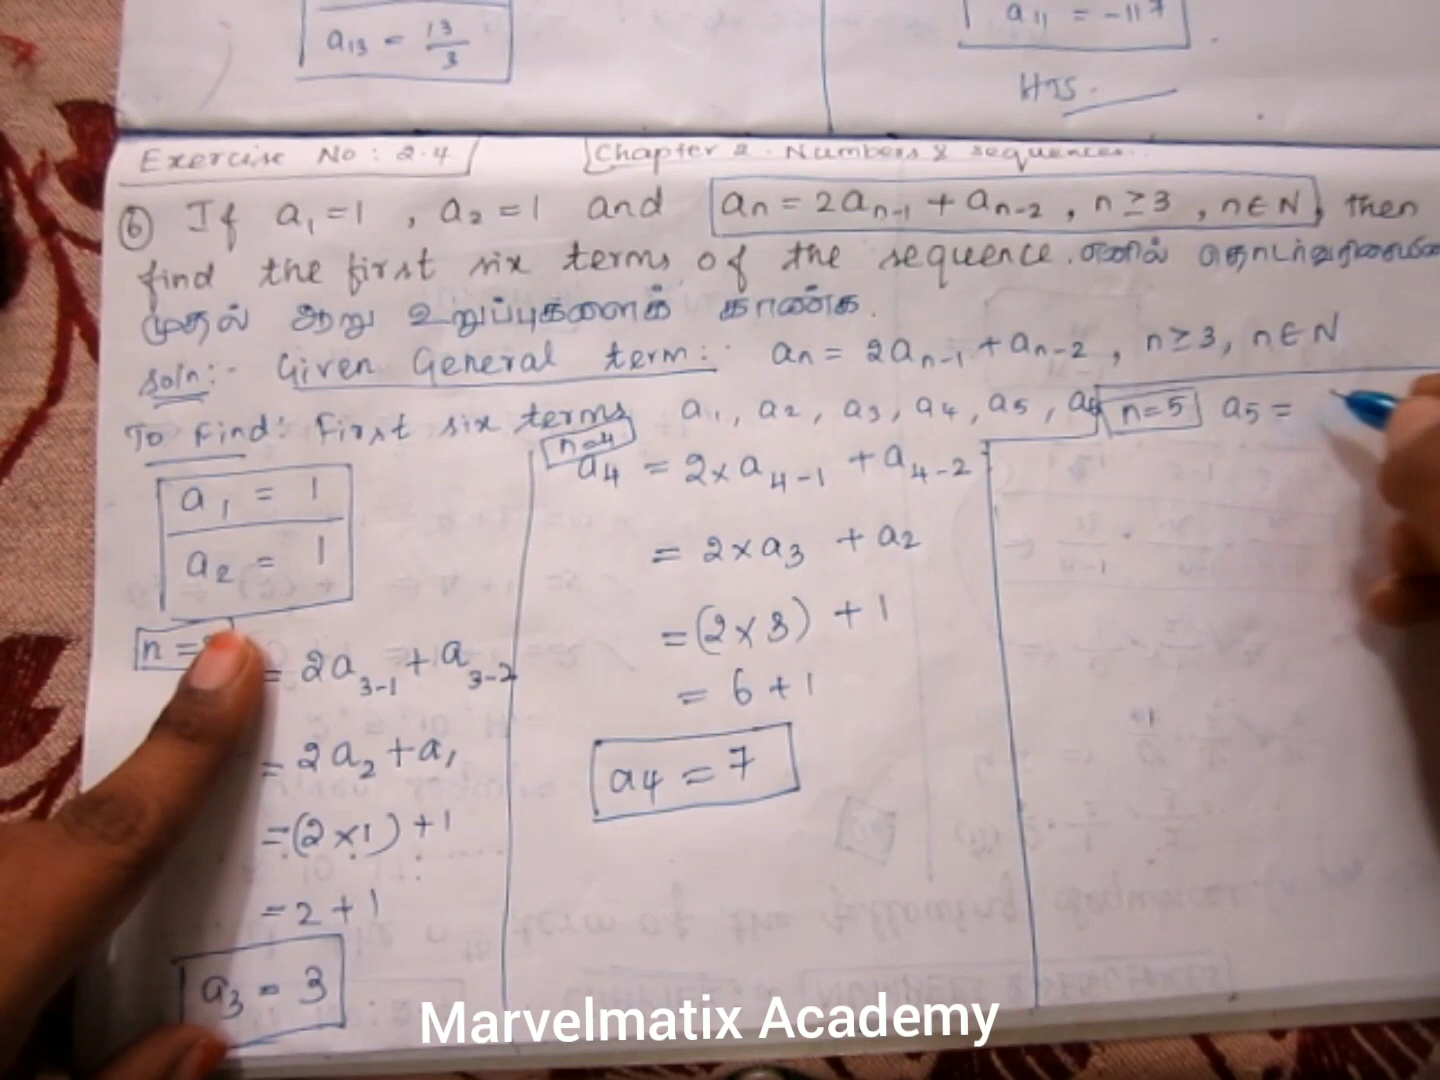 a13 = 13/3
a11 = -117
HTS.
Exercise No: 2.4
Chapter 2. Numbers & sequences.
⑥ If a1=1 , a2=1 and an = 2an-1 + an-2 , n≥3 , n∈N, then
find the first six terms of the sequence. எனில்
முதல் ஆறு உறுப்புகளைக் காண்க.
Soln:- Given General term:- an = 2an-1 + an-2 , n≥3, n∈N
To Find: First six terms a1, a2, a3, a4, a5, a6
a1 = 1
a2 = 1
n =
= 2a3-1 + a3-2
= 2a2 + a1
=(2×1)+1
=2+1
a3 = 3
n=4
a4 = 2×a4-1 + a4-2
= 2×a3 + a2
=(2×3) + 1
= 6+1
a4 = 7
n=5 a5 =
Marvelmatix Academy